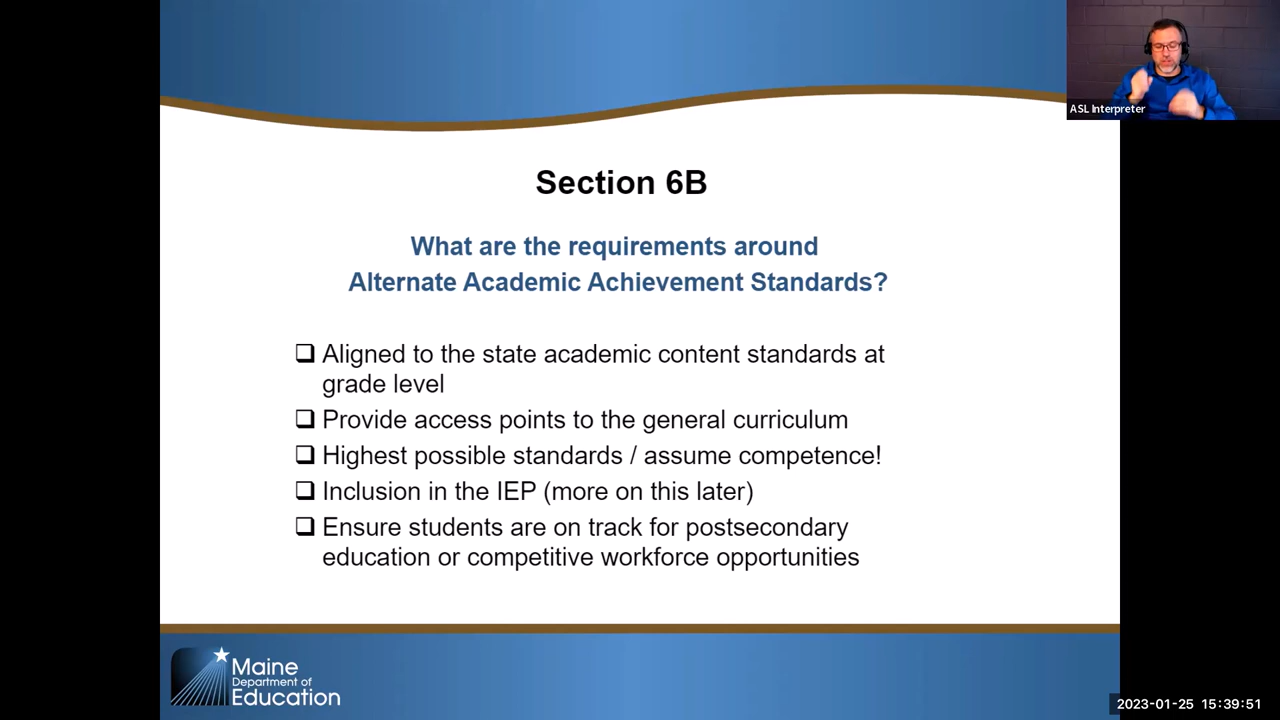 ASL Interpreter
Section 6B
What are the requirements around
Alternate Academic Achievement Standards?
❑ Aligned to the state academic content standards at
grade level
❑ Provide access points to the general curriculum
❑ Highest possible standards / assume competence!
❑ Inclusion in the IEP (more on this later)
❑ Ensure students are on track for postsecondary
education or competitive workforce opportunities
Maine
Department of
Education
2023-01-25 15:39:51